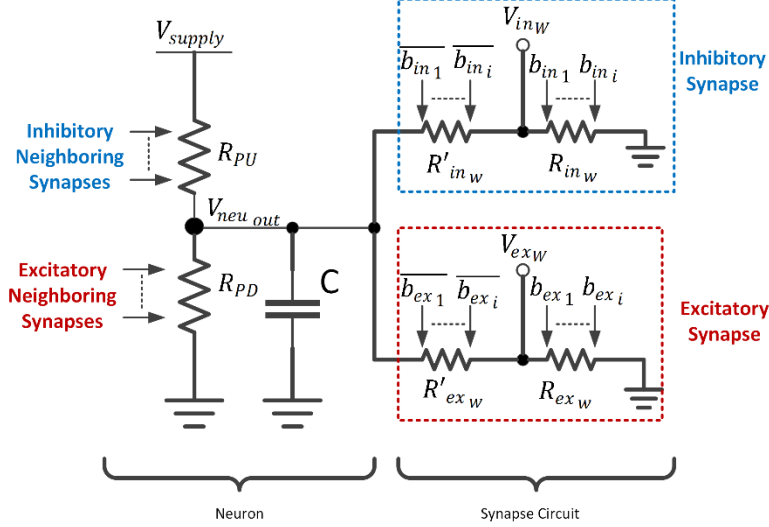 V_supply
Inhibitory
Neighboring
Synapses
R_PU
V_neu_out
Excitatory
Neighboring
Synapses
R_PD
C
V_in_W
b̅_in_1 b̅_in_i b_in_1 b_in_i
R'_in_w R_in_w
Inhibitory
Synapse
V_ex_W
b̅_ex_1 b̅_ex_i b_ex_1 b_ex_i
R'_ex_w R_ex_w
Excitatory
Synapse
Neuron
Synapse Circuit